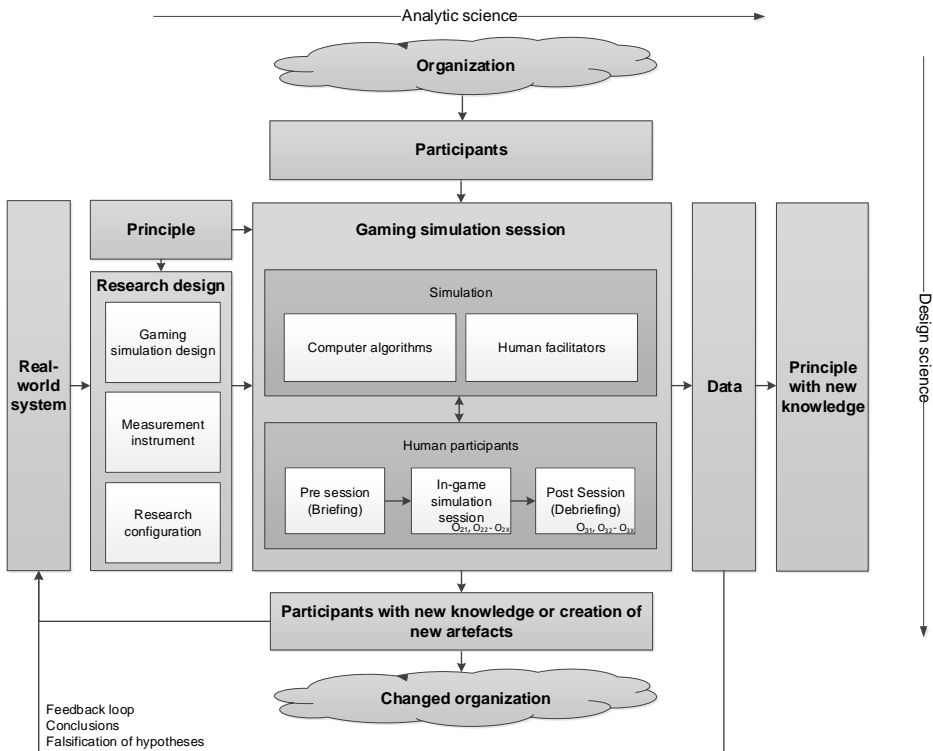 Analytic science
Organization
Participants
Design science
Real-
world
system
Principle
Research design
Gaming
simulation design
Measurement
instrument
Research
configuration
Gaming simulation session
Simulation
Computer algorithms
Human facilitators
Human participants
Pre session
(Briefing)
In-game
simulation
session
O₂₁, O₂₂ - O₂ₓ
Post Session
(Debriefing)
O₃₁, O₃₂ - O₃ₓ
Data
Principle
with new
knowledge
Participants with new knowledge or creation of
new artefacts
Changed organization
Feedback loop
Conclusions
Falsification of hypotheses